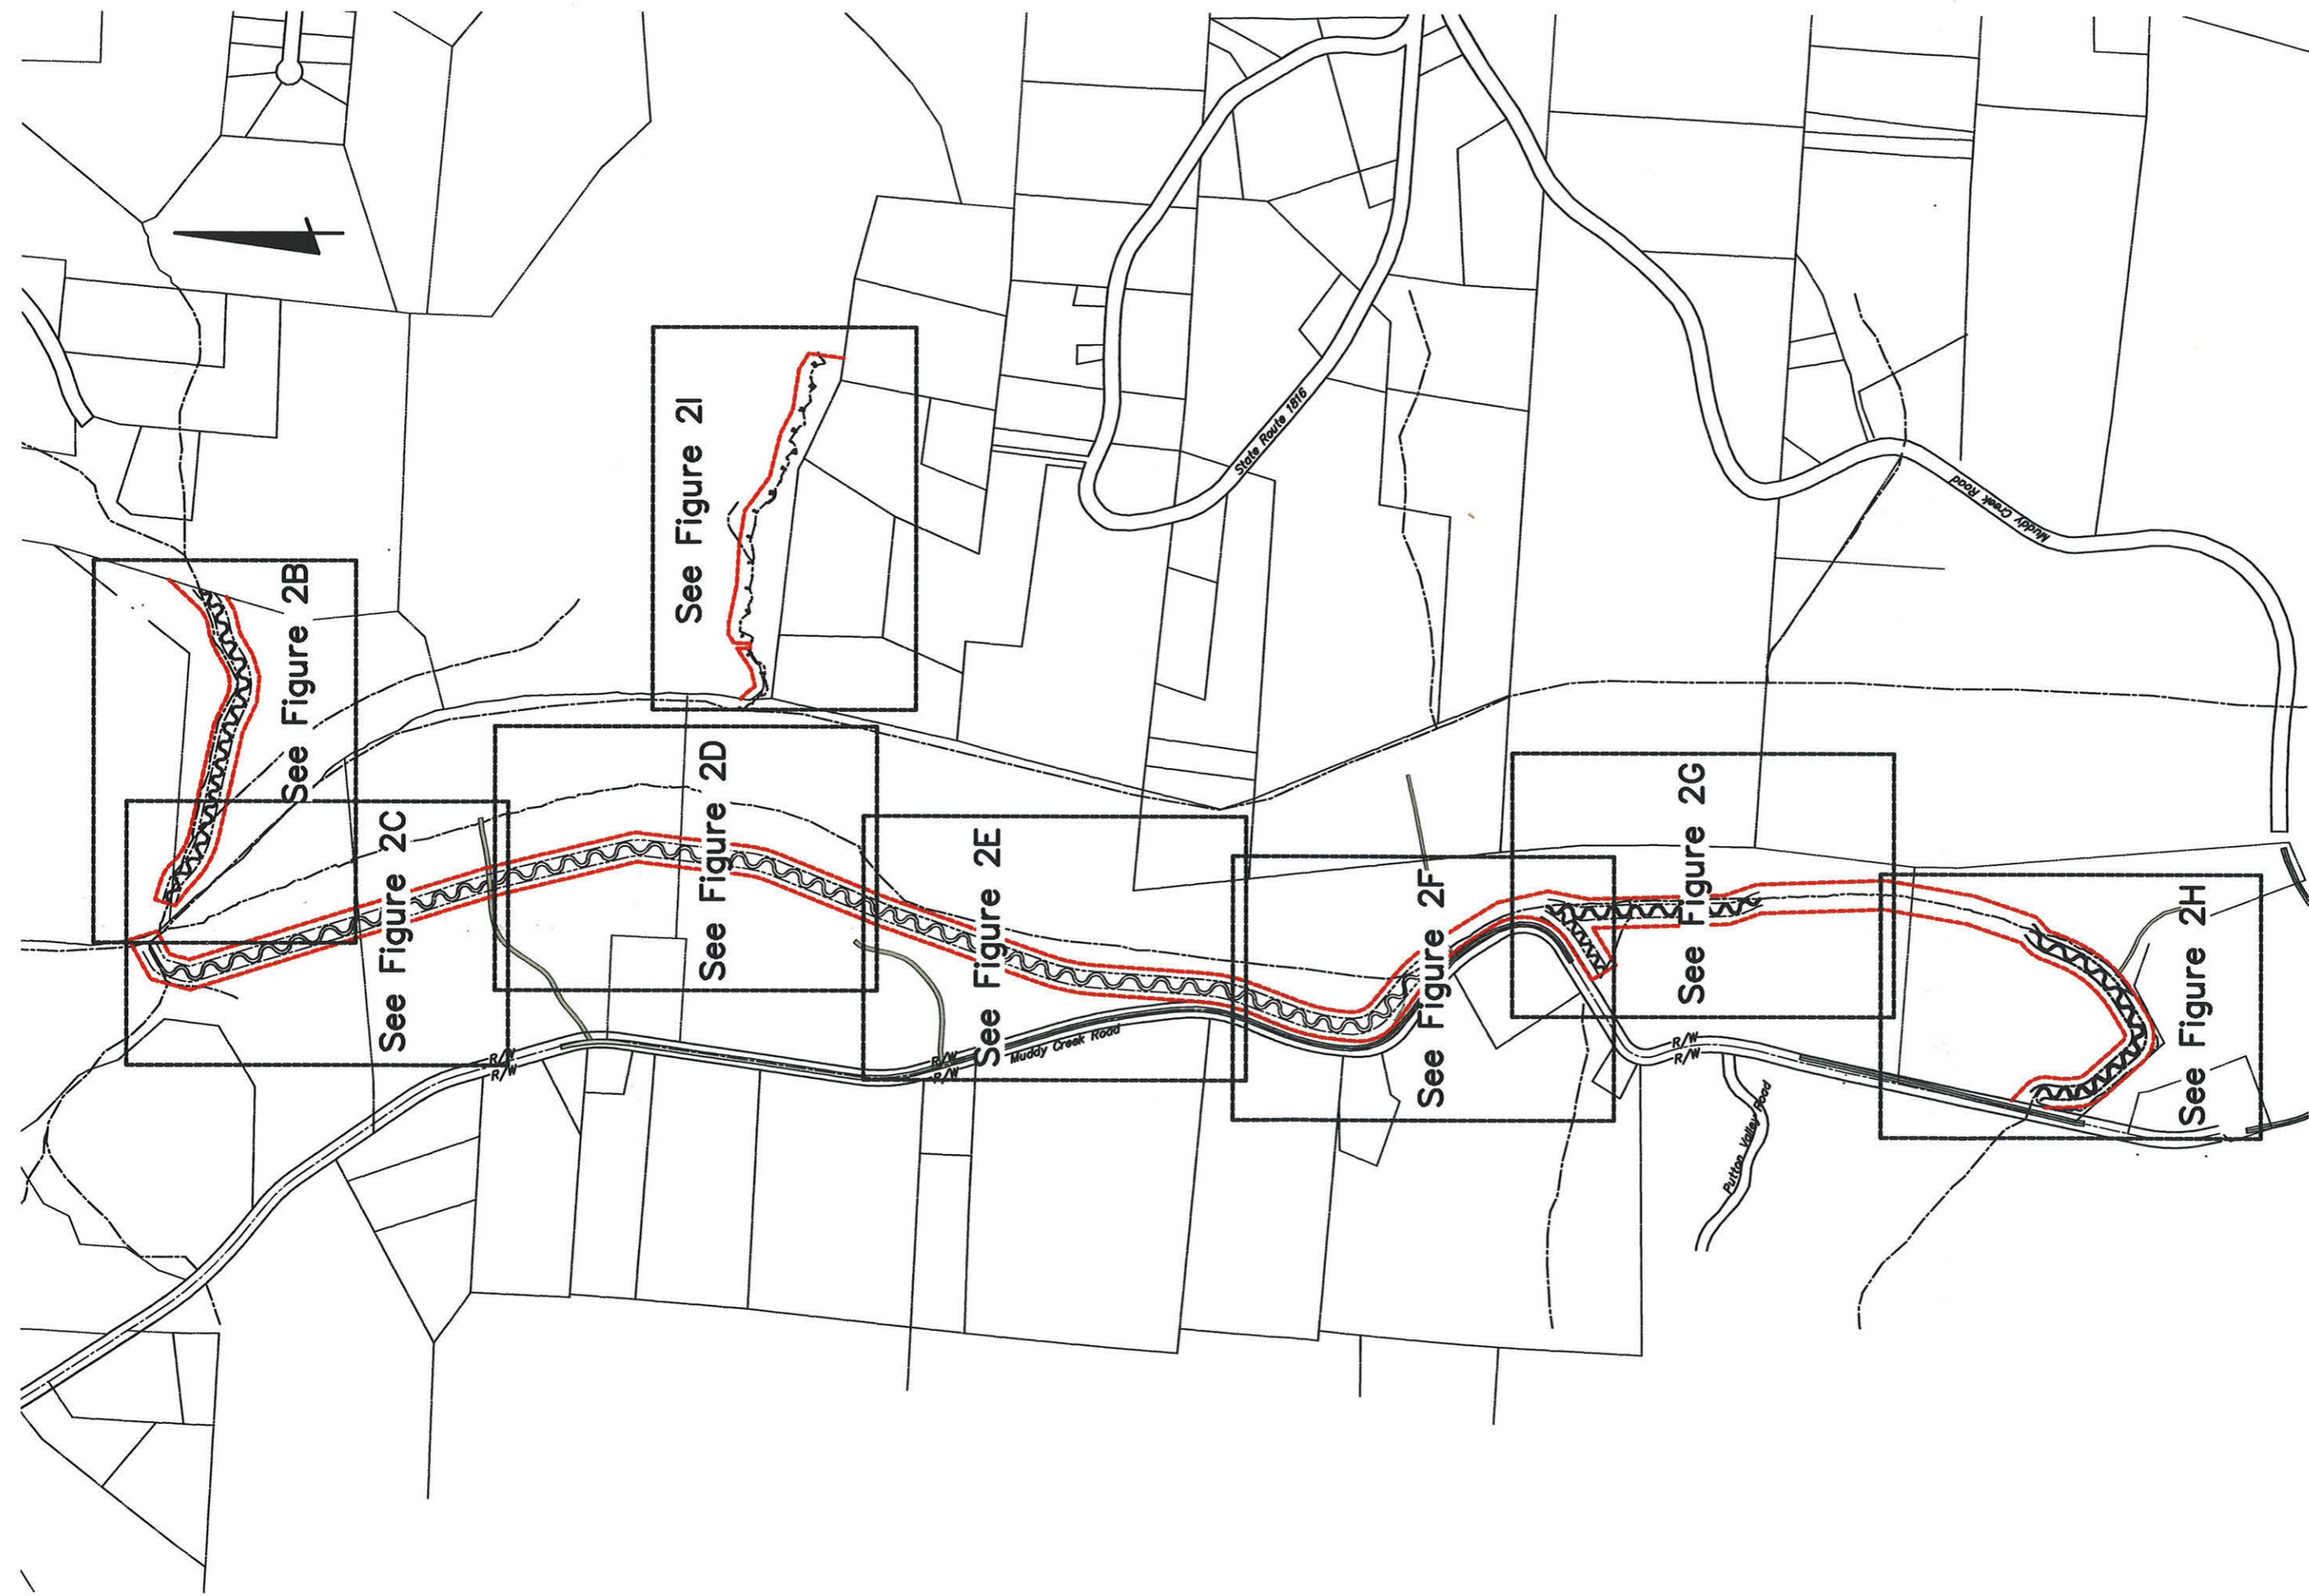 See Figure 2I
State Route 1816
Muddy Creek Road
See Figure 2B
See Figure 2C
See Figure 2D
See Figure 2E
See Figure 2F
See Figure 2G
See Figure 2H
R/W
R/W
R/W
R/W
Muddy Creek Road
R/W
R/W
Putton Valley Road